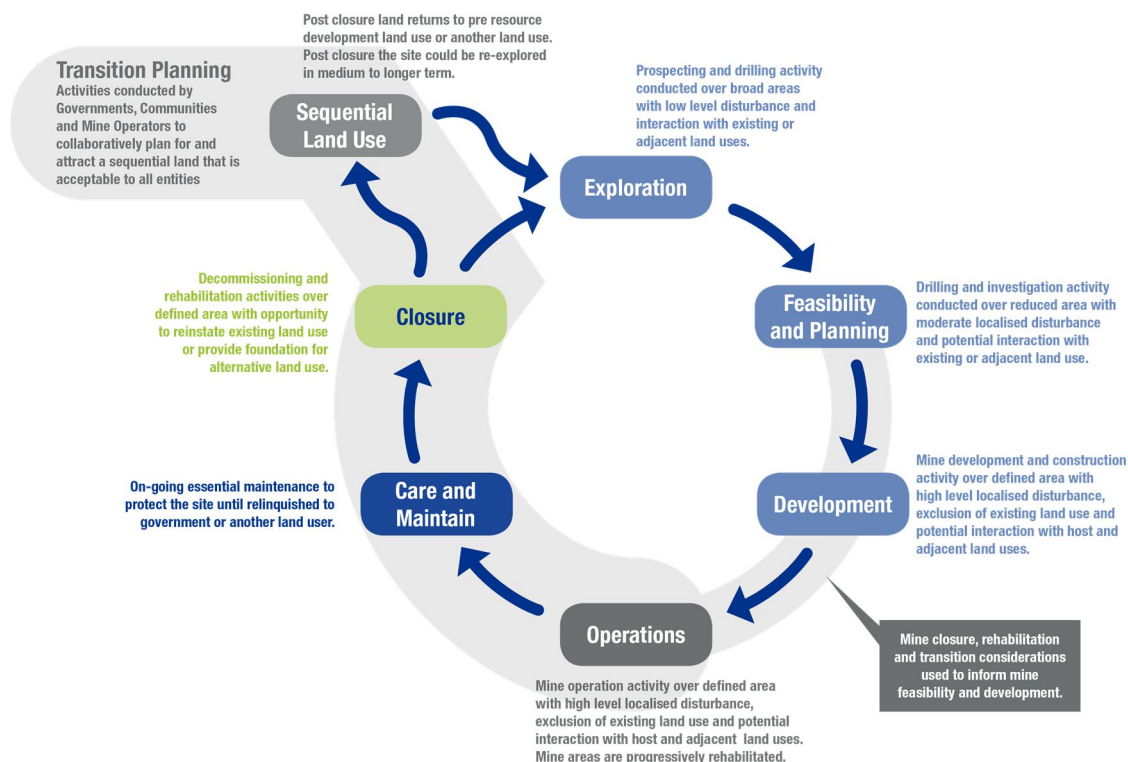 Post closure land returns to pre resource
development land use or another land use.
Post closure the site could be re-explored
in medium to longer term.
Transition Planning
Activities conducted by
Governments, Communities
and Mine Operators to
collaboratively plan for and
attract a sequential land that is
acceptable to all entities
Sequential
Land Use
Prospecting and drilling activity
conducted over broad areas
with low level disturbance and
interaction with existing or
adjacent land uses.
Exploration
Decommissioning and
rehabilitation activities over
defined area with opportunity
to reinstate existing land use
or provide foundation for
alternative land use.
Closure
Feasibility
and Planning
Drilling and investigation activity
conducted over reduced area with
moderate localised disturbance
and potential interaction with
existing or adjacent land use.
On-going essential maintenance to
protect the site until relinquished to
government or another land user.
Care and
Maintain
Development
Mine development and construction
activity over defined area with
high level localised disturbance,
exclusion of existing land use and
potential interaction with host and
adjacent land uses.
Operations
Mine operation activity over defined area
with high level localised disturbance,
exclusion of existing land use and potential
interaction with host and adjacent land uses.
Mine areas are progressively rehabilitated.
Mine closure, rehabilitation
and transition considerations
used to inform mine
feasibility and development.